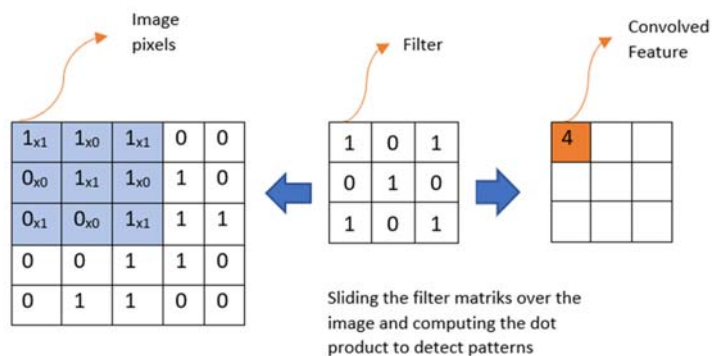 Image
pixels
Filter
Convolved
Feature
1x1 1x0 1x1 0 0
0x0 1x1 1x0 1 0
0x1 0x0 1x1 1 1
0 0 1 1 0
0 1 1 0 0
1 0 1
0 1 0
1 0 1
4
Sliding the filter matriks over the
image and computing the dot
product to detect patterns